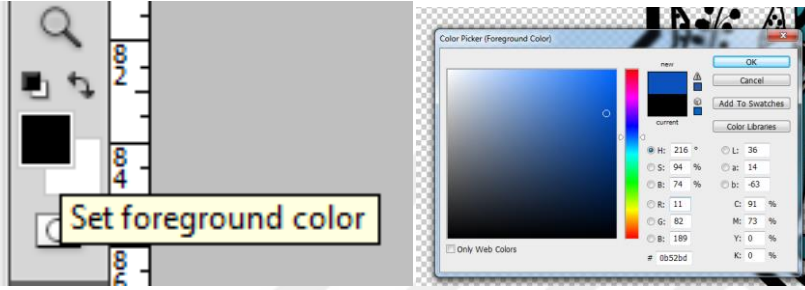 8
2
8
4
8
6
Set foreground color
Color Picker (Foreground Color)
new
current
OK
Cancel
Add To Swatches
Color Libraries
H: 216 °
S: 94 %
B: 74 %
R: 11
G: 82
B: 189
# 0b52bd
L: 36
a: 14
b: -63
C: 91 %
M: 73 %
Y: 0 %
K: 0 %
Only Web Colors